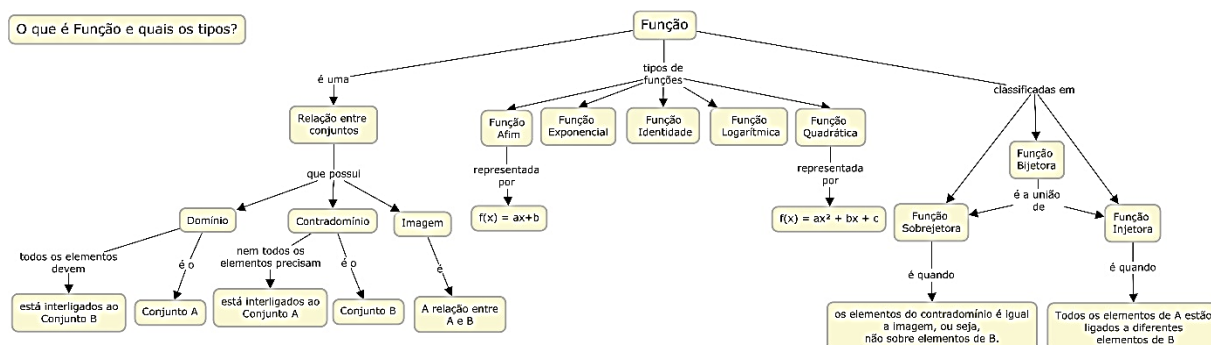 O que é Função e quais os tipos?
Função
é uma
tipos de
funções
classificadas em
Relação entre
conjuntos
Função
Afim
Função
Exponencial
Função
Identidade
Função
Logarítmica
Função
Quadrática
Função
Bijetora
que possui
representada
por
representada
por
é a união
de
Domínio
Contradomínio
Imagem
f(x) = ax+b
f(x) = ax² + bx + c
Função
Sobrejetora
Função
Injetora
todos os elementos
devem
é o
nem todos os
elementos precisam
é o
é
é quando
é quando
está interligados ao
Conjunto B
Conjunto A
está interligados ao
Conjunto A
Conjunto B
A relação entre
A e B
os elementos do contradomínio é igual
a imagem, ou seja,
não sobre elementos de B.
Todos os elementos de A estão
ligados a diferentes
elementos de B